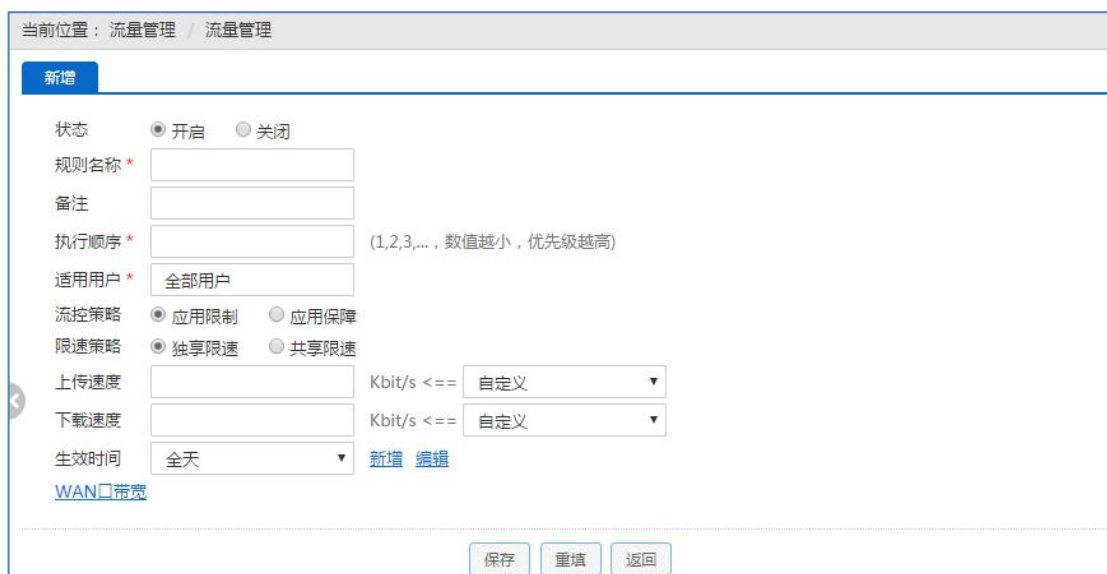 当前位置：流量管理 / 流量管理
新增
状态 开启 关闭
规则名称 *
备注
执行顺序 * (1,2,3,...，数值越小，优先级越高)
适用用户 * 全部用户
流控策略 应用限制 应用保障
限速策略 独享限速 共享限速
上传速度 Kbit/s <== 自定义
下载速度 Kbit/s <== 自定义
生效时间 全天 新增 编辑
WAN口带宽
保存 重填 返回